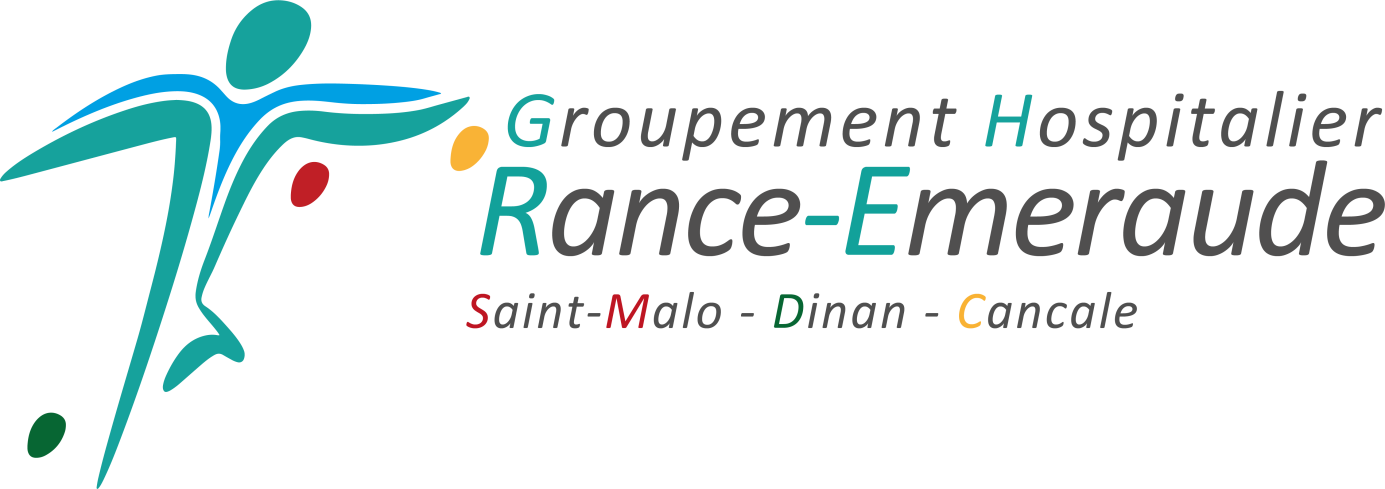 Groupement Hospitalier
Rance-Emeraude
Saint-Malo - Dinan - Cancale